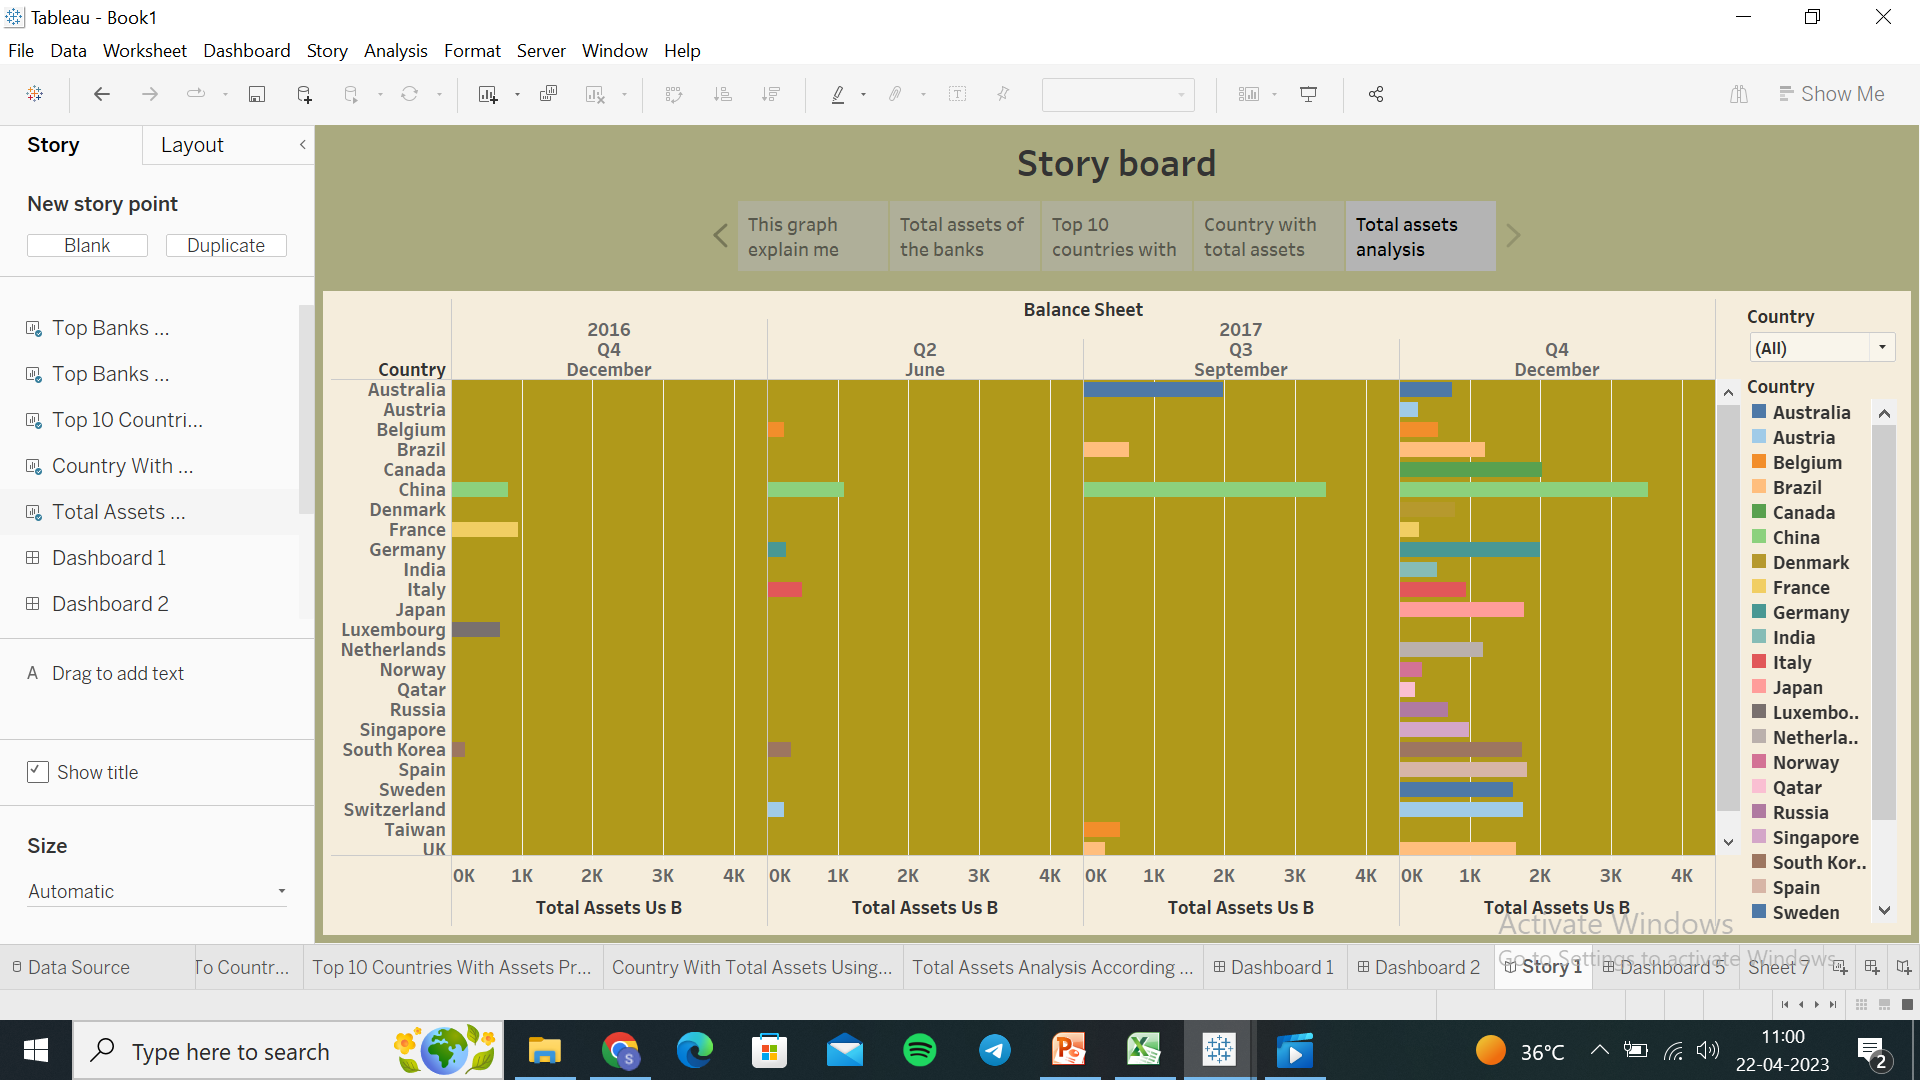 Tableau - Book1
File Data Worksheet Dashboard Story Analysis Format Server Window Help
Show Me
Story Layout
New story point
Blank Duplicate
Top Banks ...
Top Banks ...
Top 10 Countri...
Country With ...
Total Assets ...
Dashboard 1
Dashboard 2
A Drag to add text
Show title
Size
Automatic
Story board
This graph explain me
Total assets of the banks
Top 10 countries with
Country with total assets
Total assets analysis
Balance Sheet
2016 2017
Q4 Q2 Q3 Q4
Country December June September December
Australia
Austria
Belgium
Brazil
Canada
China
Denmark
France
Germany
India
Italy
Japan
Luxembourg
Netherlands
Norway
Qatar
Russia
Singapore
South Korea
Spain
Sweden
Switzerland
Taiwan
UK
0K 1K 2K 3K 4K 0K 1K 2K 3K 4K 0K 1K 2K 3K 4K 0K 1K 2K 3K 4K
Total Assets Us B Total Assets Us B Total Assets Us B Total Assets Us B
Country
(All)
Country
Australia
Austria
Belgium
Brazil
Canada
China
Denmark
France
Germany
India
Italy
Japan
Luxembo..
Netherla..
Norway
Qatar
Russia
Singapore
South Kor..
Spain
Sweden
Activate Windows
Go to Settings to activate Windows.
Data Source To Countr... Top 10 Countries With Assets Pr... Country With Total Assets Using... Total Assets Analysis According ... Dashboard 1 Dashboard 2 Story 1 Dashboard 5 Sheet 7
Type here to search
36°C
11:00
22-04-2023
2